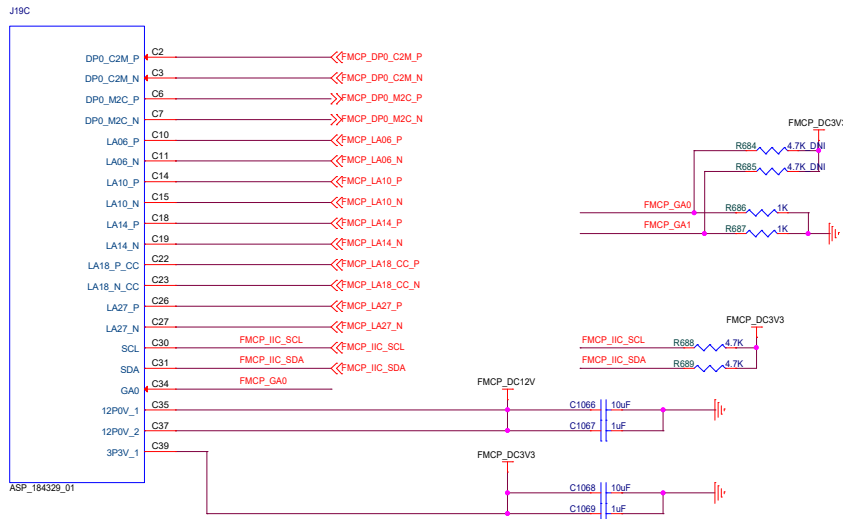 J19C
DP0_C2M_P C2 FMCP_DP0_C2M_P
DP0_C2M_N C3 FMCP_DP0_C2M_N
DP0_M2C_P C6 FMCP_DP0_M2C_P
DP0_M2C_N C7 FMCP_DP0_M2C_N
LA06_P C10 FMCP_LA06_P
LA06_N C11 FMCP_LA06_N
LA10_P C14 FMCP_LA10_P
LA10_N C15 FMCP_LA10_N
LA14_P C18 FMCP_LA14_P
LA14_N C19 FMCP_LA14_N
LA18_P_CC C22 FMCP_LA18_CC_P
LA18_N_CC C23 FMCP_LA18_CC_N
LA27_P C26 FMCP_LA27_P
LA27_N C27 FMCP_LA27_N
SCL C30 FMCP_IIC_SCL FMCP_IIC_SCL
SDA C31 FMCP_IIC_SDA FMCP_IIC_SDA
GA0 C34 FMCP_GA0
12P0V_1 C35
12P0V_2 C37
3P3V_1 C39
ASP_184329_01
FMCP_DC3V3
R684 4.7K_DNI
R685 4.7K_DNI
FMCP_GA0 R686 1K
FMCP_GA1 R687 1K
FMCP_DC3V3
FMCP_IIC_SCL R688 4.7K
FMCP_IIC_SDA R689 4.7K
FMCP_DC12V
C1066 10uF
C1067 1uF
FMCP_DC3V3
C1068 10uF
C1069 1uF